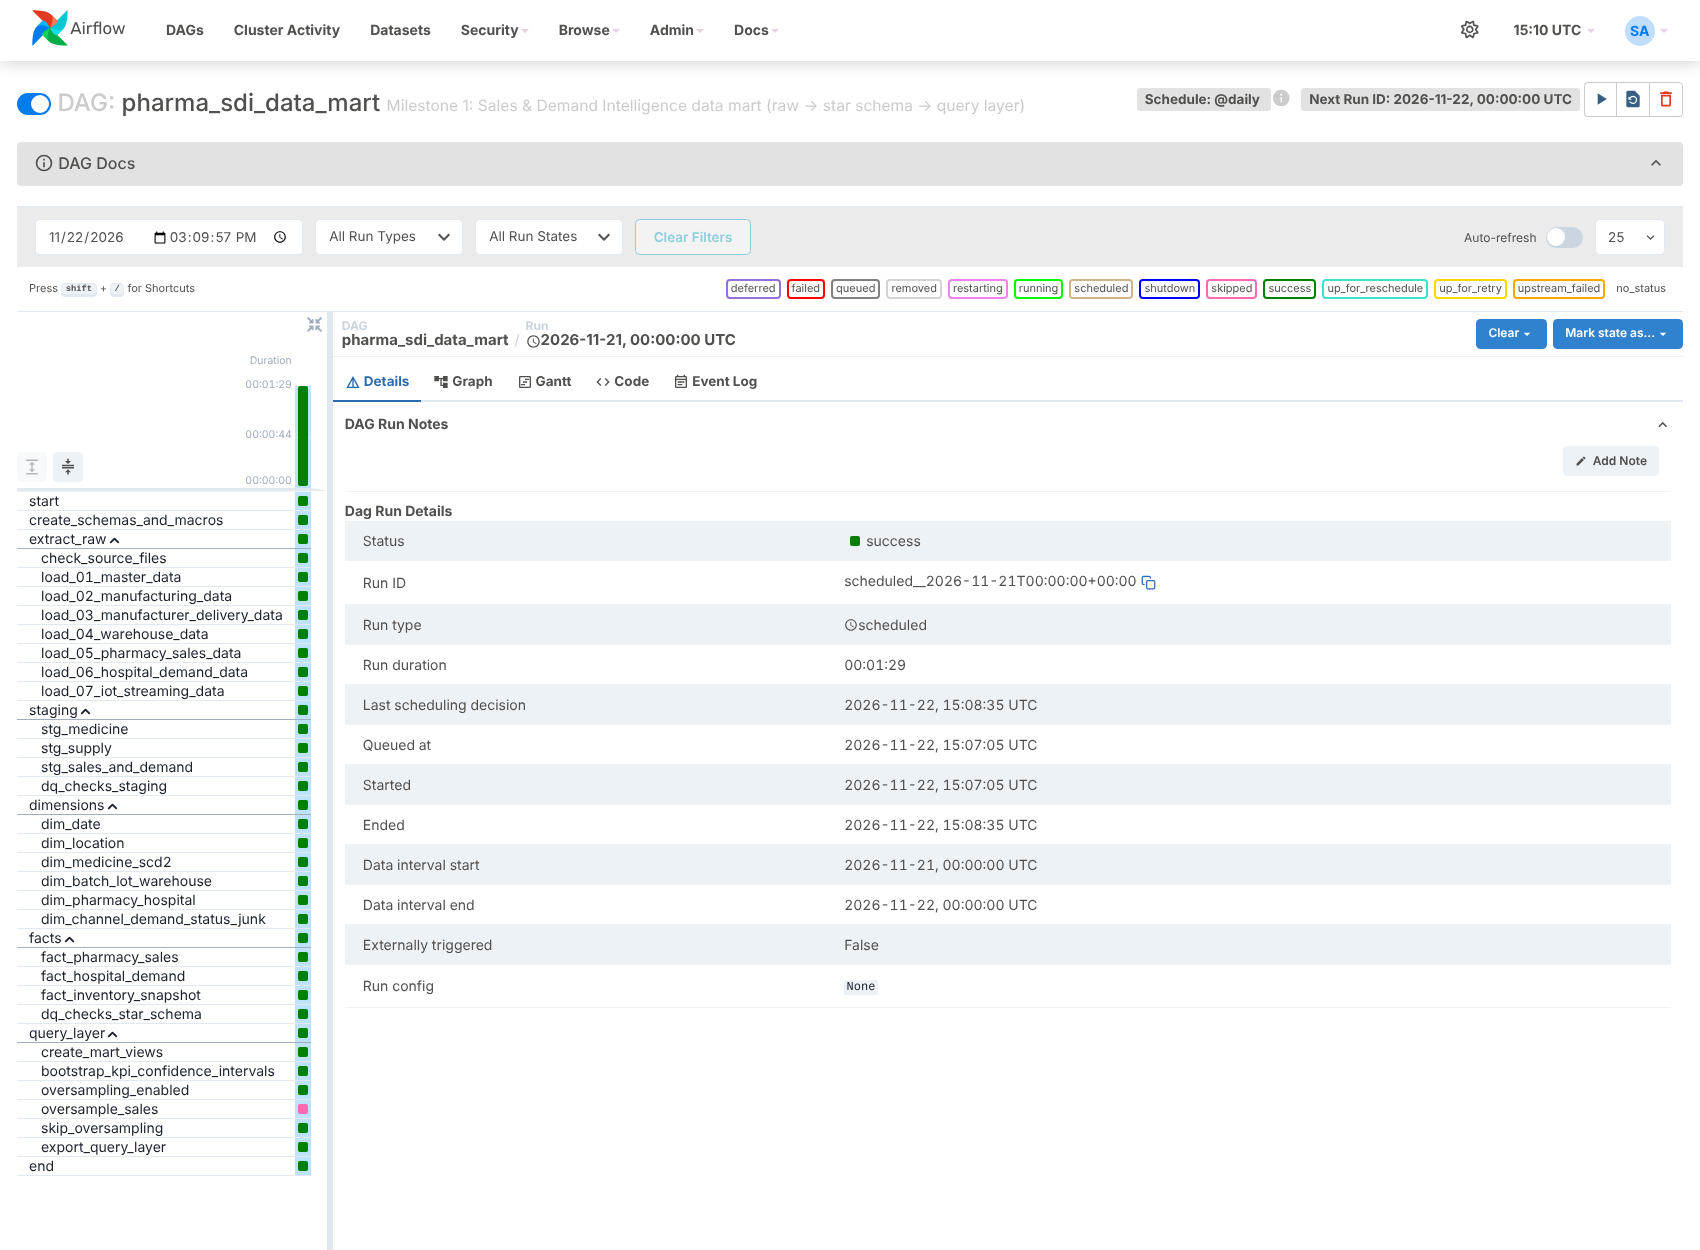 Airflow
DAGs
Cluster Activity
Datasets
Security
Browse
Admin
Docs
15:10 UTC
SA
DAG: pharma_sdi_data_mart
Milestone 1: Sales & Demand Intelligence data mart (raw → star schema → query layer)
Schedule: @daily
Next Run ID: 2026-11-22, 00:00:00 UTC
DAG Docs
11/22/2026 03:09:57 PM
All Run Types
All Run States
Clear Filters
Auto-refresh
25
Press shift + / for Shortcuts
deferred
failed
queued
removed
restarting
running
scheduled
shutdown
skipped
success
up_for_reschedule
up_for_retry
upstream_failed
no_status
Duration
00:01:29
00:00:44
00:00:00
start
create_schemas_and_macros
extract_raw
check_source_files
load_01_master_data
load_02_manufacturing_data
load_03_manufacturer_delivery_data
load_04_warehouse_data
load_05_pharmacy_sales_data
load_06_hospital_demand_data
load_07_iot_streaming_data
staging
stg_medicine
stg_supply
stg_sales_and_demand
dq_checks_staging
dimensions
dim_date
dim_location
dim_medicine_scd2
dim_batch_lot_warehouse
dim_pharmacy_hospital
dim_channel_demand_status_junk
facts
fact_pharmacy_sales
fact_hospital_demand
fact_inventory_snapshot
dq_checks_star_schema
query_layer
create_mart_views
bootstrap_kpi_confidence_intervals
oversampling_enabled
oversample_sales
skip_oversampling
export_query_layer
end
DAG
pharma_sdi_data_mart
/
Run
2026-11-21, 00:00:00 UTC
Clear
Mark state as...
Details
Graph
Gantt
Code
Event Log
DAG Run Notes
Add Note
Dag Run Details
Status success
Run ID scheduled__2026-11-21T00:00:00+00:00
Run type scheduled
Run duration 00:01:29
Last scheduling decision 2026-11-22, 15:08:35 UTC
Queued at 2026-11-22, 15:07:05 UTC
Started 2026-11-22, 15:07:05 UTC
Ended 2026-11-22, 15:08:35 UTC
Data interval start 2026-11-21, 00:00:00 UTC
Data interval end 2026-11-22, 00:00:00 UTC
Externally triggered False
Run config None